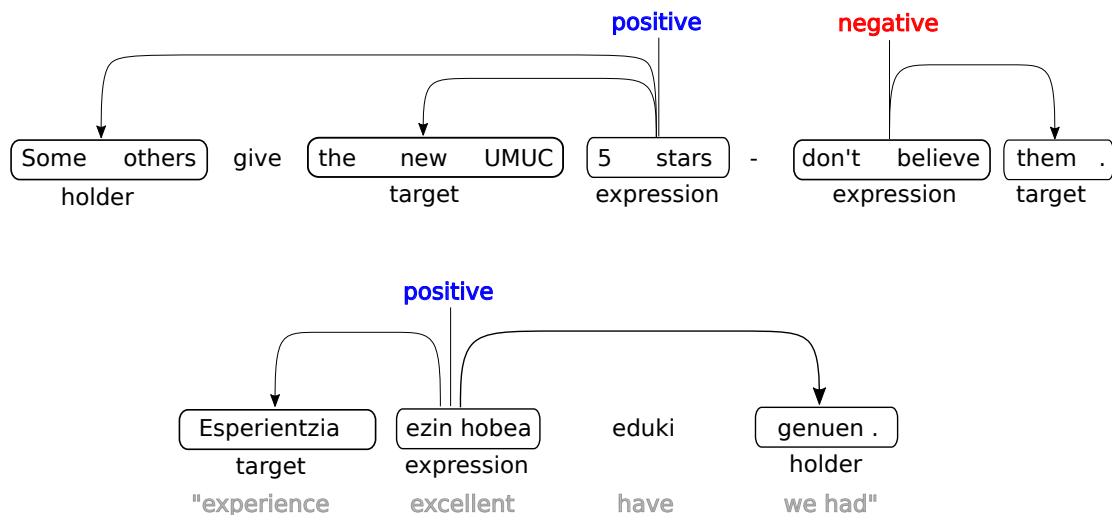 positive negative
Some others give the new UMUC 5 stars - don't believe them .
holder target expression expression target
positive
Esperientzia ezin hobea eduki genuen .
target expression holder
"experience excellent have we had"